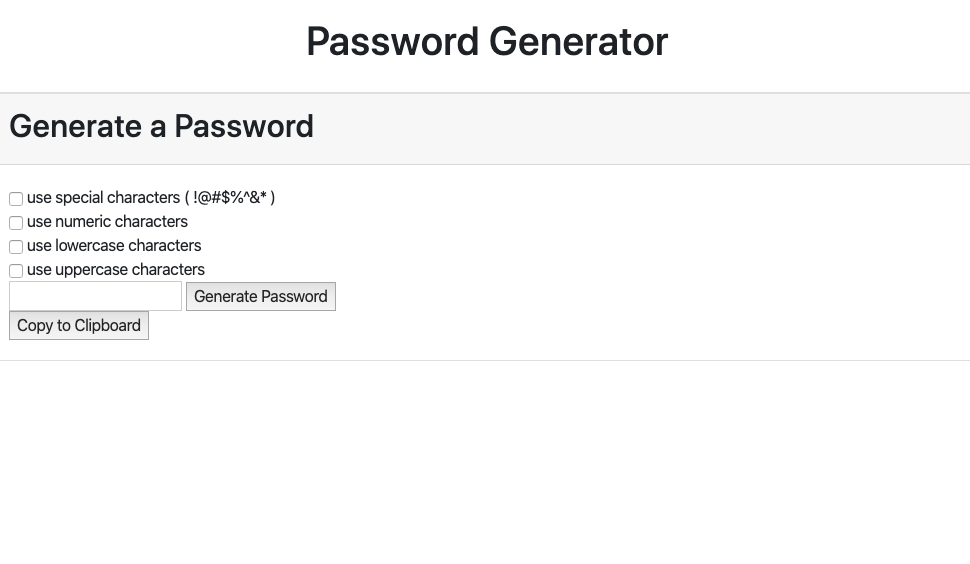 Password Generator
Generate a Password
use special characters ( !@#$%^&* )
use numeric characters
use lowercase characters
use uppercase characters
Generate Password
Copy to Clipboard